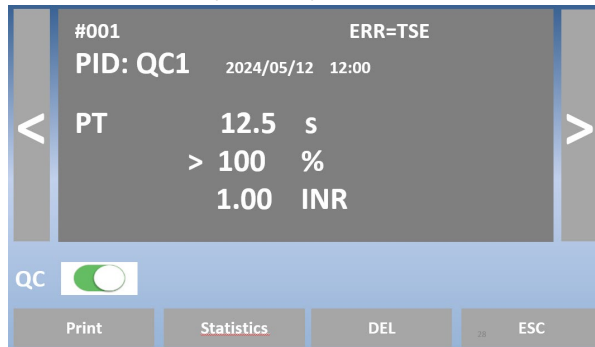 #001 ERR=TSE
PID: QC1 2024/05/12 12:00
< PT 12.5 s >
> 100 %
1.00 INR
QC
Print Statistics DEL 28 ESC